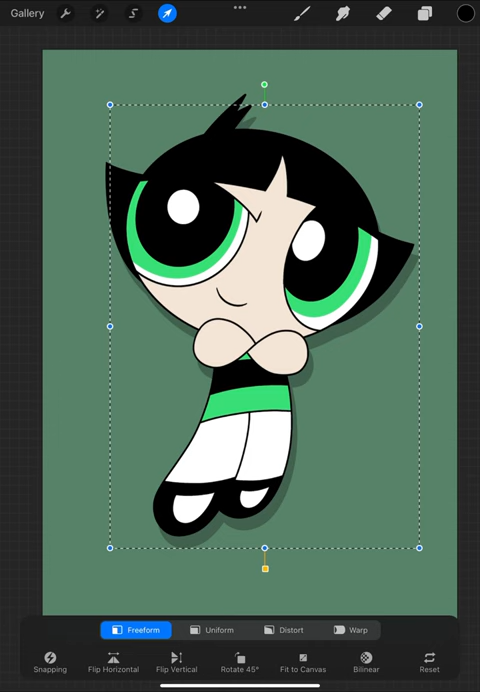 Gallery
Freeform Uniform Distort Warp
Snapping Flip Horizontal Flip Vertical Rotate 45° Fit to Canvas Bilinear Reset